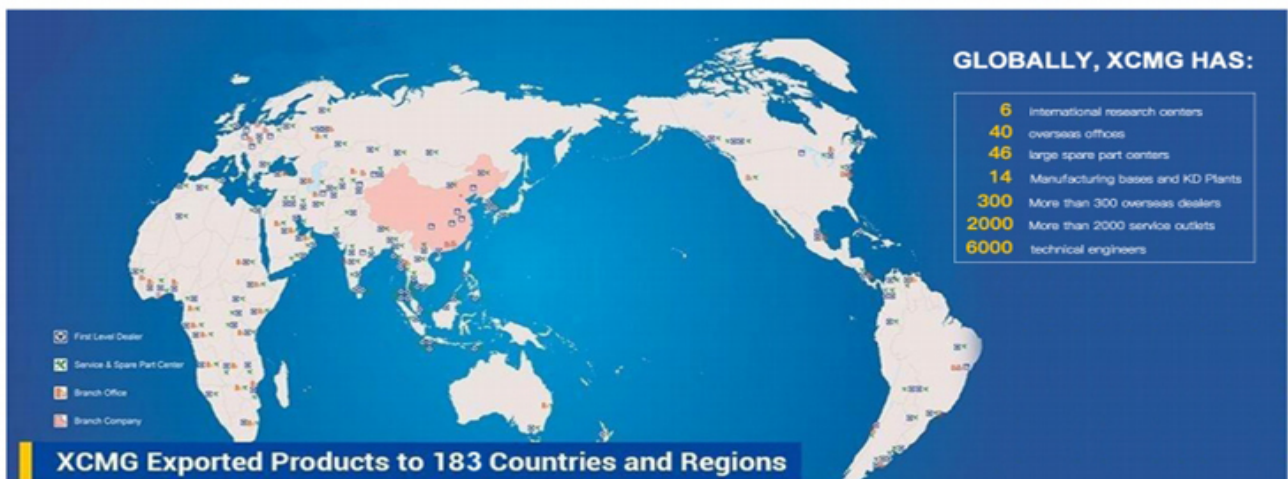 GLOBALLY, XCMG HAS:
6 International research centers
40 overseas offices
46 large spare part centers
14 Manufacturing bases and KD Plants
300 More than 300 overseas dealers
2000 More than 2000 service outlets
6000 technical engineers
First Level Dealer
Service & Spare Part Center
Branch Office
Branch Company
XCMG Exported Products to 183 Countries and Regions